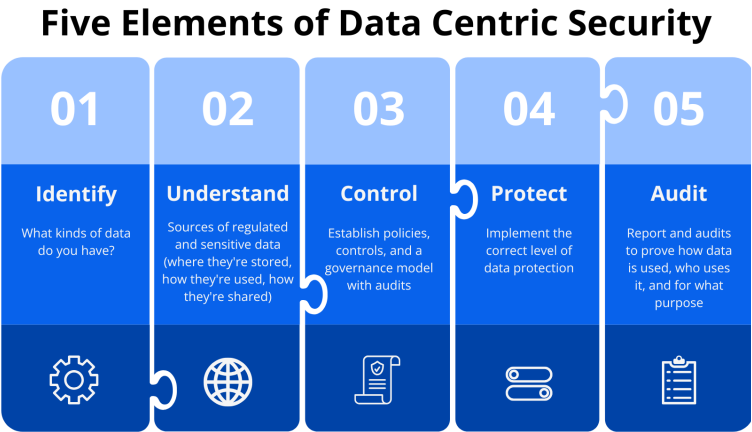 Five Elements of Data Centric Security
01
Identify
What kinds of data
do you have?
02
Understand
Sources of regulated
and sensitive data
(where they're stored,
how they're used, how
they're shared)
03
Control
Establish policies,
controls, and a
governance model
with audits
04
Protect
Implement the
correct level of
data protection
05
Audit
Report and audits
to prove how data
is used, who uses
it, and for what
purpose